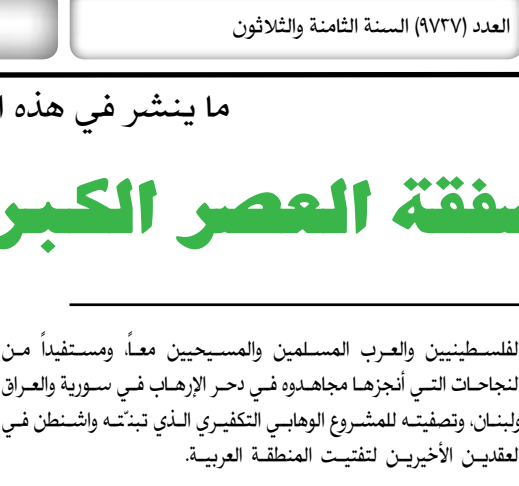 العدد (٩٧٣٧) السنة الثامنة والثلاثون
ما ينشر في هذه
العصر
لفلسطينيين والعرب المسلمين والمسيحيين معاً، ومستفيداً من
لنجاحات التي أنجزها مجاهدوه في دحر الإرهاب في سورية والعراق
ولبنان، وتصفيته للمشروع الوهابي التكفيري الذي تبنّته واشنطن في
لعقدين الأخيرين لتفتيت المنطقة العربية.